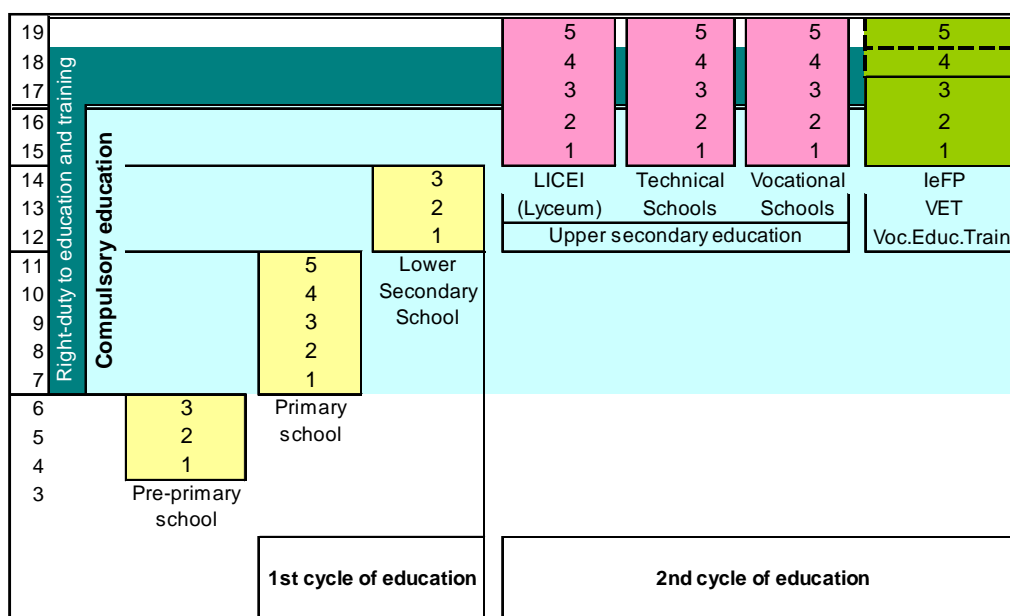 19 5 5 5 5
18 4 4 4 4
17 3 3 3 3
16 2 2 2 2
15 1 1 1 1
14 3 LICEI Technical Vocational IeFP
13 2 (Lyceum) Schools Schools VET
12 1 Upper secondary education Voc.Educ.Train
11 5 Lower
10 4 Secondary
9 3 School
8 2
7 1
6 3 Primary
5 2 school
4 1
3 Pre-primary
school
Right-duty to education and training
Compulsory education
1st cycle of education 2nd cycle of education